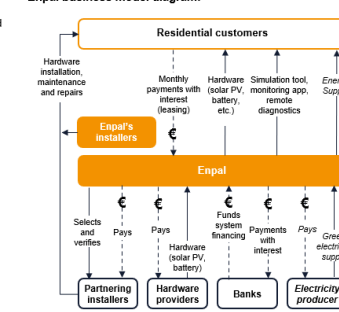 Enpal business model diagram:
Residential customers
Hardware
installation,
maintenance
and repairs
Monthly
payments with
interest
(leasing)
Hardware
(solar PV,
battery,
etc.)
Simulation tool,
monitoring app,
remote
diagnostics
Enpal's
installers
€
Enpal
€ € € € €
Selects
and
verifies
Pays
Pays
Hardware
(solar PV,
battery)
Funds
system
financing
Payments
with
interest
Pays
Partnering
installers
Hardware
providers
Banks
Electricity
producer